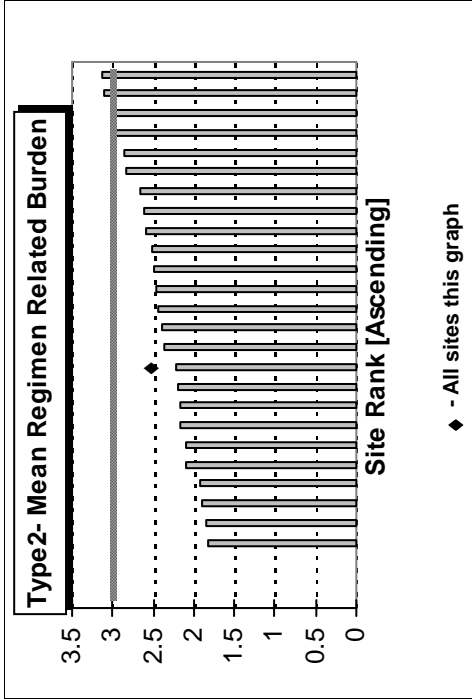 Type2- Mean Regimen Related Burden
3.5
3
2.5
2
1.5
1
0.5
0
Site Rank [Ascending]
♦ - All sites this graph